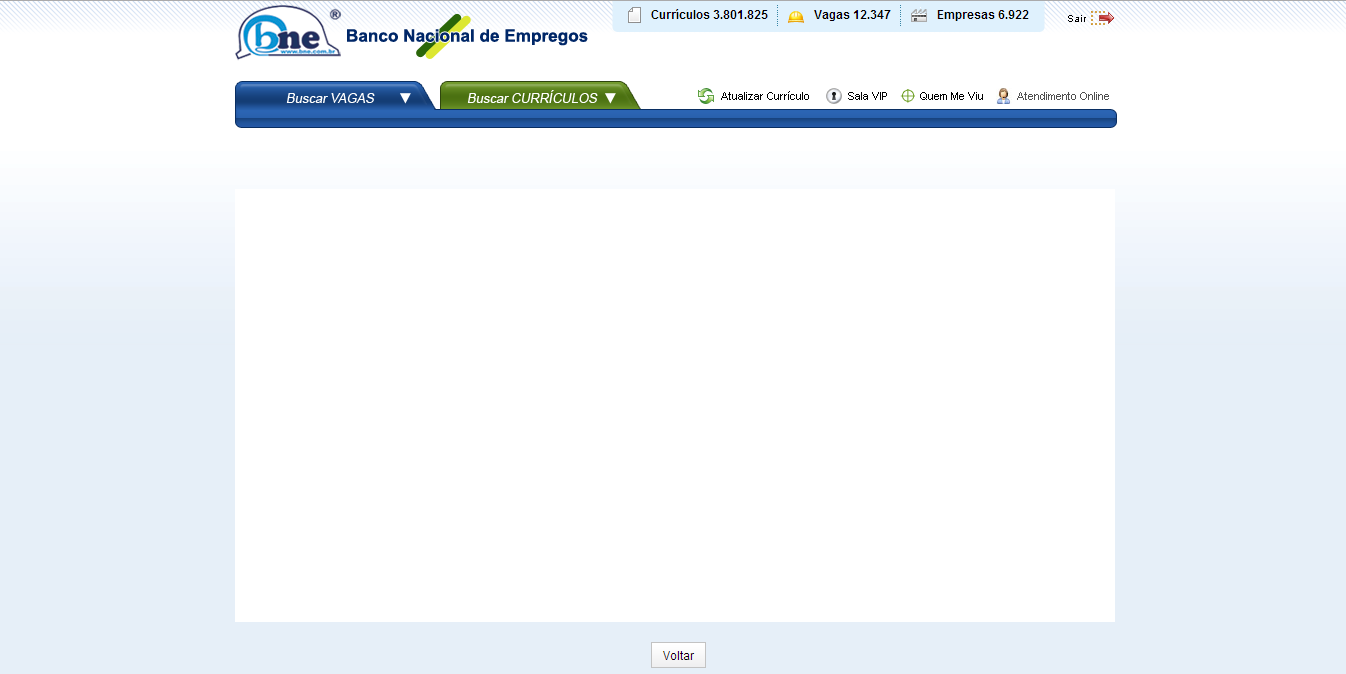 bne ®
www.bne.com.br
Banco Nacional de Empregos
Currículos 3.801.825 Vagas 12.347 Empresas 6.922
Sair
Buscar VAGAS ▼ Buscar CURRÍCULOS ▼
Atualizar Currículo Sala VIP Quem Me Viu Atendimento Online
Voltar